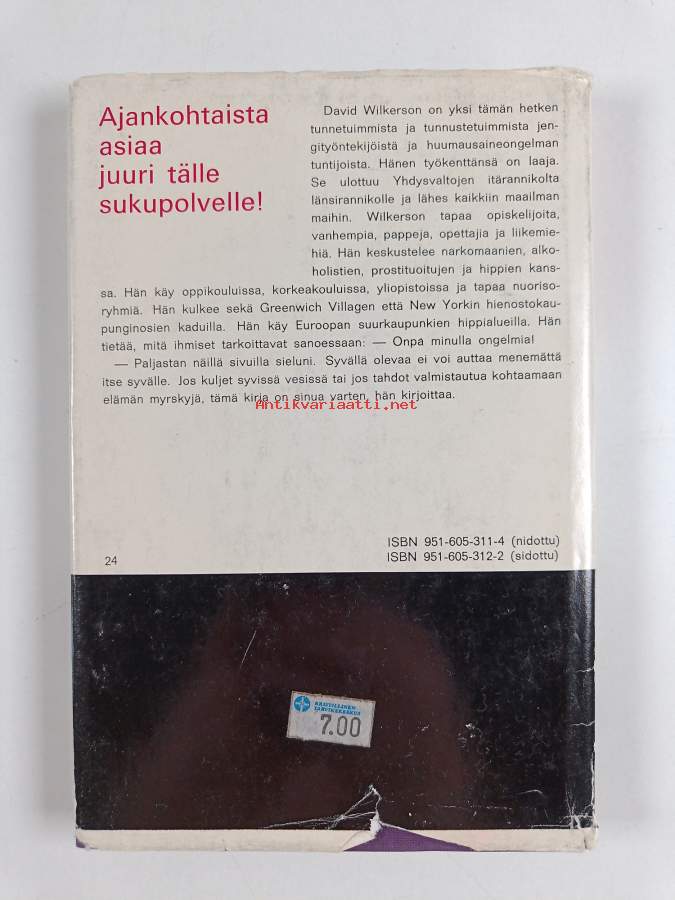 Ajankohtaista
asiaa
juuri tälle
sukupolvelle!
David Wilkerson on yksi tämän hetken
tunnetuimmista ja tunnustetuimmista jen-
gityöntekijöistä ja huumausaineongelman
tuntijoista. Hänen työkenttänsä on laaja.
Se ulottuu Yhdysvaltojen itärannikolta
länsirannikolle ja lähes kaikkiin maailman
maihin. Wilkerson tapaa opiskelijoita,
vanhempia, pappeja, opettajia ja liikemie-
hiä. Hän keskustelee narkomaanien, alko-
holistien, prostituoitujen ja hippien kans-
sa. Hän käy oppikouluissa, korkeakouluissa, yliopistoissa ja tapaa nuoriso-
ryhmiä. Hän kulkee sekä Greenwich Villagen että New Yorkin hienostokau-
punginosien kaduilla. Hän käy Euroopan suurkaupunkien hippialueilla. Hän
tietää, mitä ihmiset tarkoittavat sanoessaan: — Onpa minulla ongelmia!
— Paljastan näillä sivuilla sieluni. Syvällä olevaa ei voi auttaa menemättä
itse syvälle. Jos kuljet syvissä vesissä tai jos tahdot valmistautua kohtaamaan
elämän myrskyjä, tämä kirja on sinua varten, hän kirjoittaa.
Antikvariaatti.net
ISBN 951-605-311-4 (nidottu)
ISBN 951-605-312-2 (sidottu)
24
KRISTILLINEN
TARVIKEKESKUS
7.00